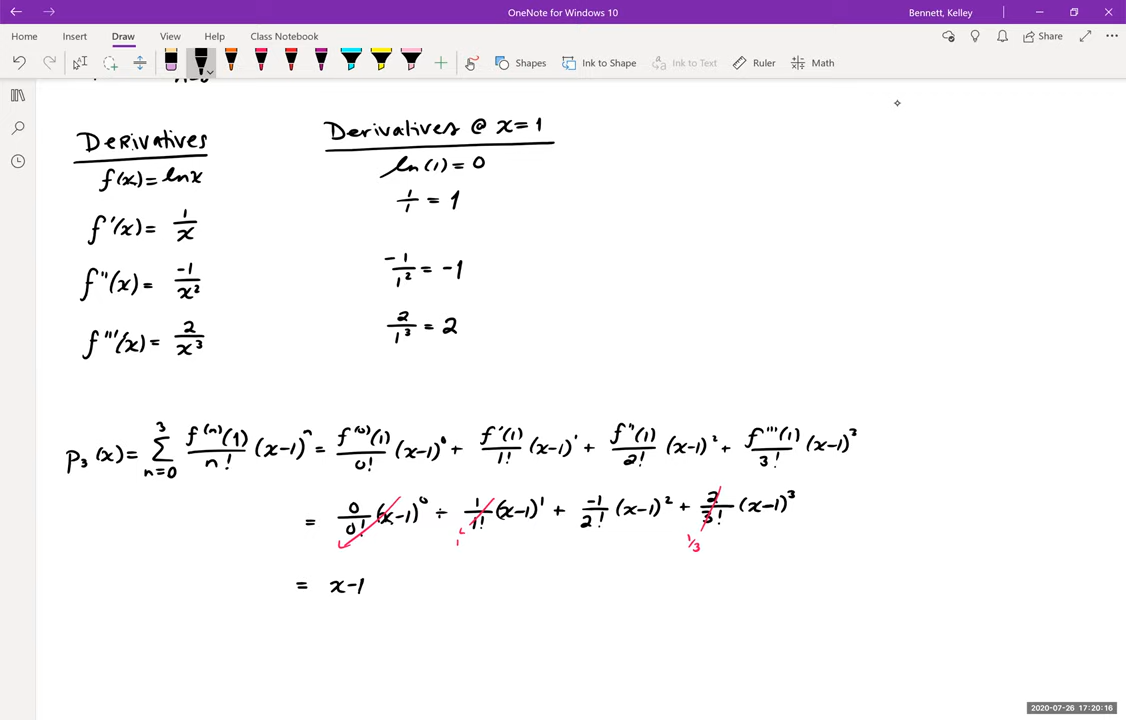 OneNote for Windows 10
Bennett, Kelley
Home Insert Draw View Help Class Notebook
Share
Shapes Ink to Shape Ink to Text Ruler Math
n=0
Derivatives
f(x) = ln x
f'(x) = 1/x
f''(x) = -1/x²
f'''(x) = 2/x³
Derivatives @ x=1
ln(1) = 0
1/1 = 1
-1/1² = -1
2/1³ = 2
P₃(x) = ∑_{n=0}^{3} f⁽ⁿ⁾(1)/n! (x-1)ⁿ = f⁽⁰⁾(1)/0! (x-1)⁰ + f'(1)/1! (x-1)¹ + f''(1)/2! (x-1)² + f'''(1)/3! (x-1)³
= 0/0! (x-1)⁰ + 1/1! (x-1)¹ + -1/2! (x-1)² + 2/3! (x-1)³
1 1/3
= x-1
2020-07-26 17:20:16